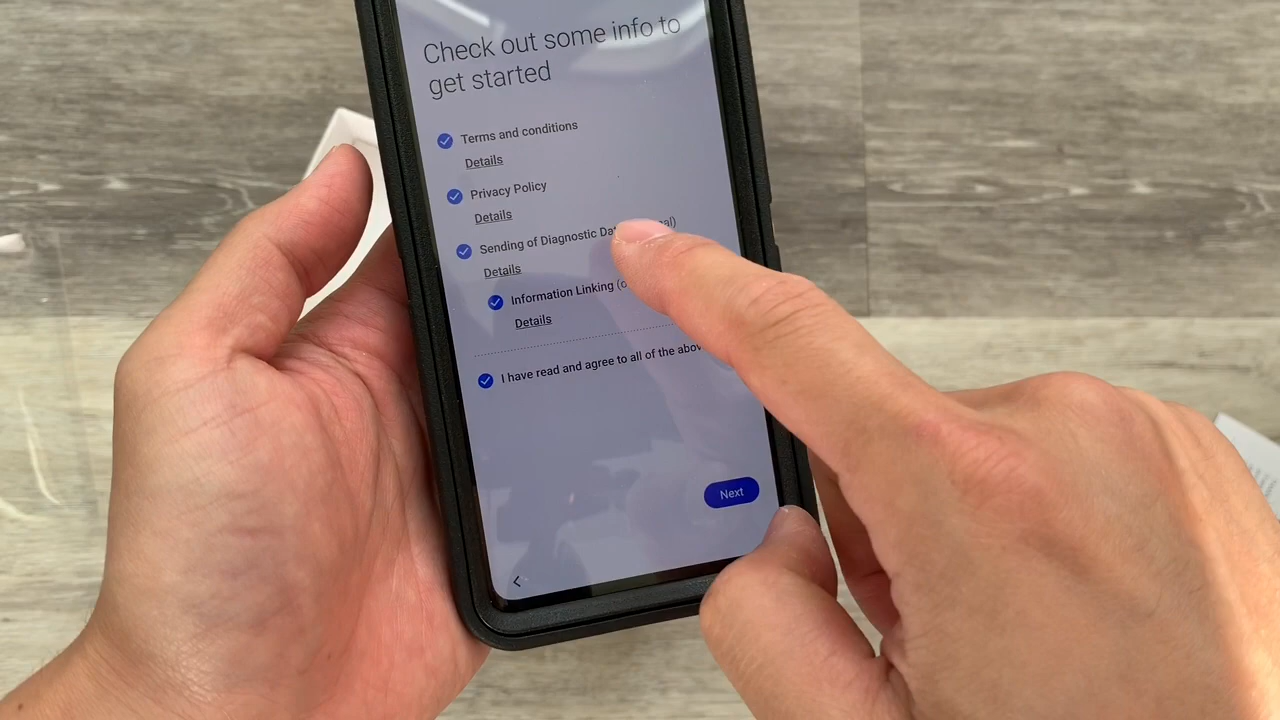 Check out some info to
get started
Terms and conditions
Details
Privacy Policy
Details
Sending of Diagnostic
Details
Information Linking
Details
I have read and agree to all of the
Next